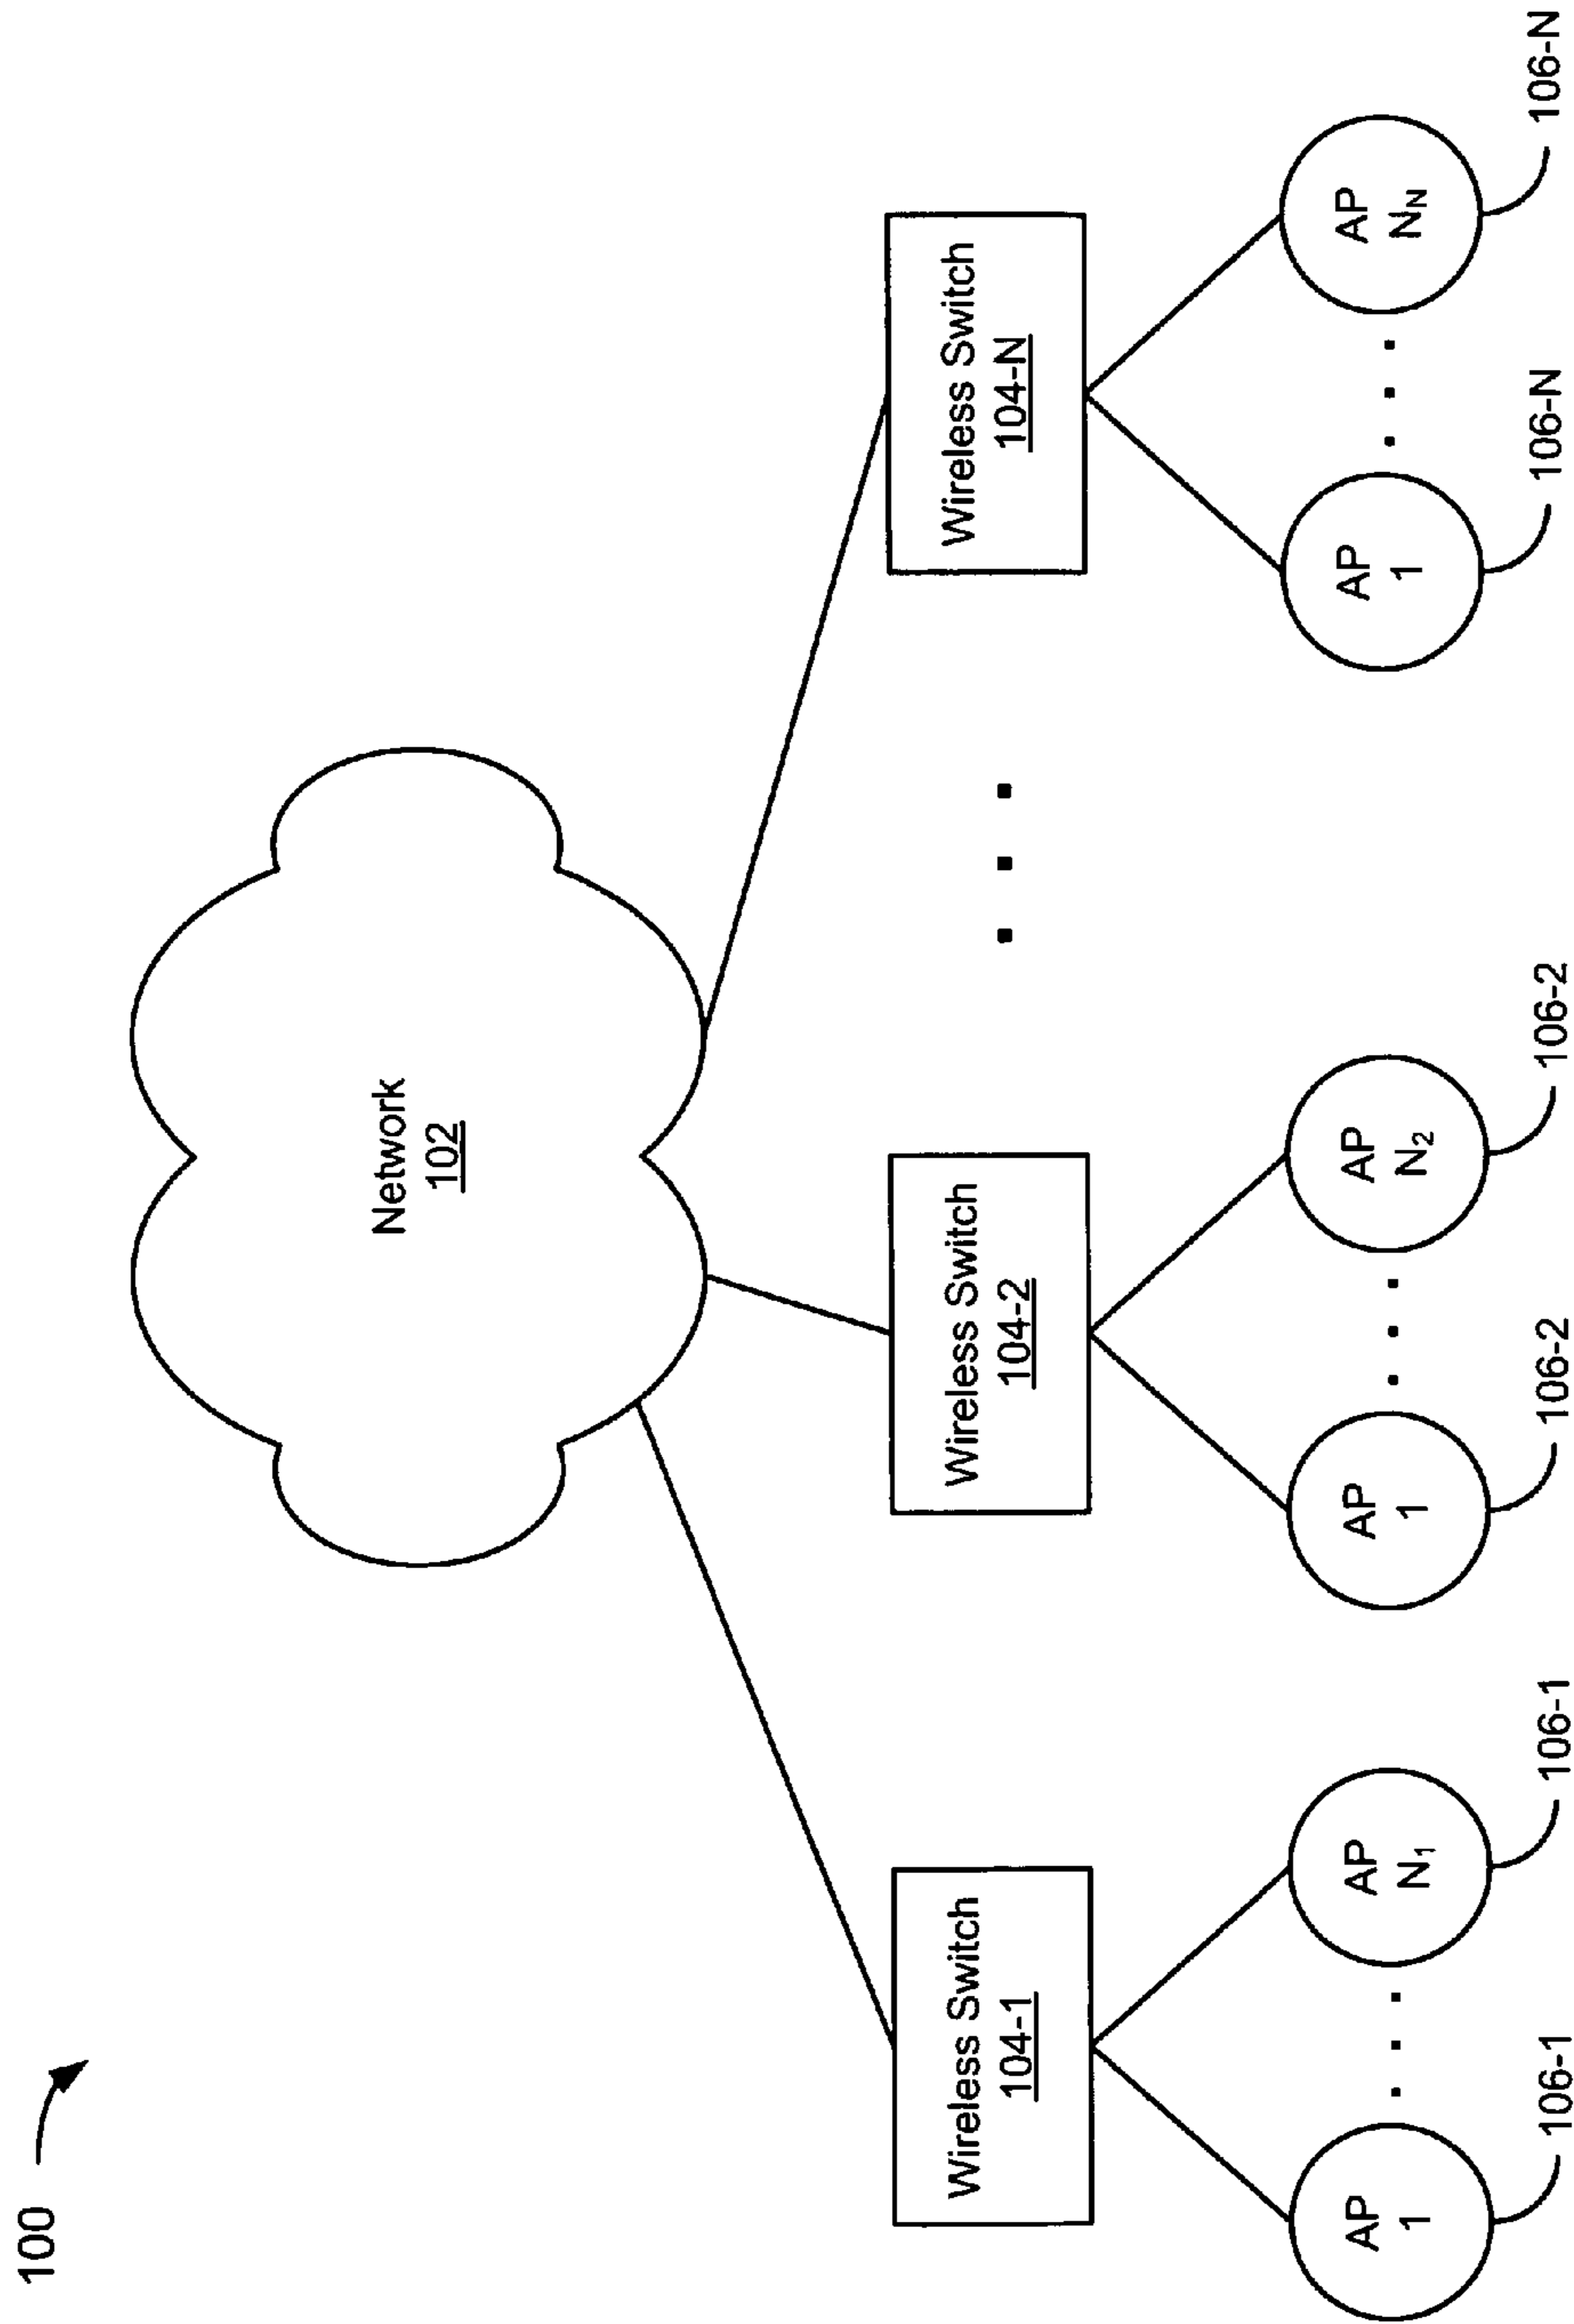 100
Network
102
Wireless Switch
104-1
Wireless Switch
104-2
Wireless Switch
104-N
AP
1
AP
N₁
AP
1
AP
N₂
AP
1
AP
N_N
106-1
106-1
106-2
106-2
106-N
106-N